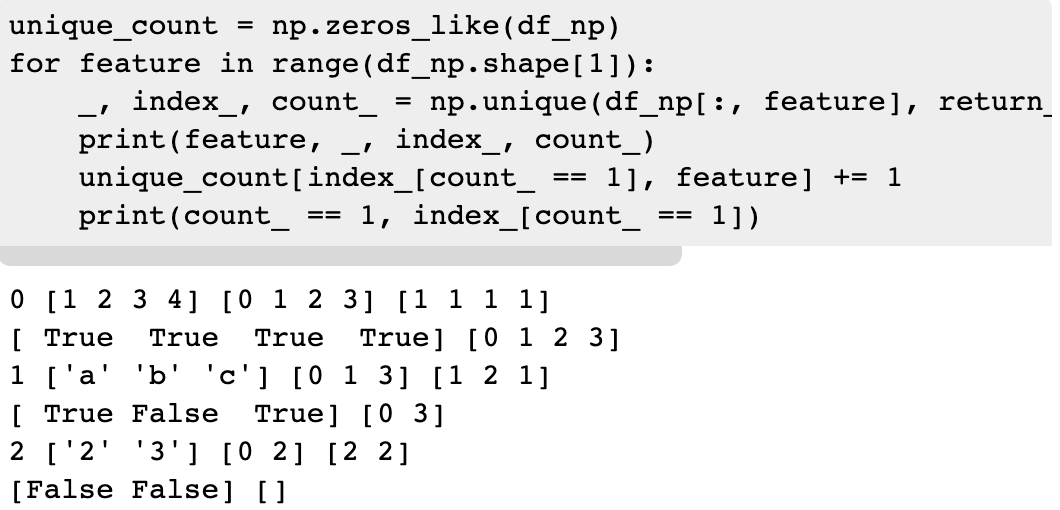 unique_count = np.zeros_like(df_np)
for feature in range(df_np.shape[1]):
    _, index_, count_ = np.unique(df_np[:, feature], return_
    print(feature, _, index_, count_)
    unique_count[index_[count_ == 1], feature] += 1
    print(count_ == 1, index_[count_ == 1])
0 [1 2 3 4] [0 1 2 3] [1 1 1 1]
[ True  True  True  True] [0 1 2 3]
1 ['a' 'b' 'c'] [0 1 3] [1 2 1]
[ True False  True] [0 3]
2 ['2' '3'] [0 2] [2 2]
[False False] []